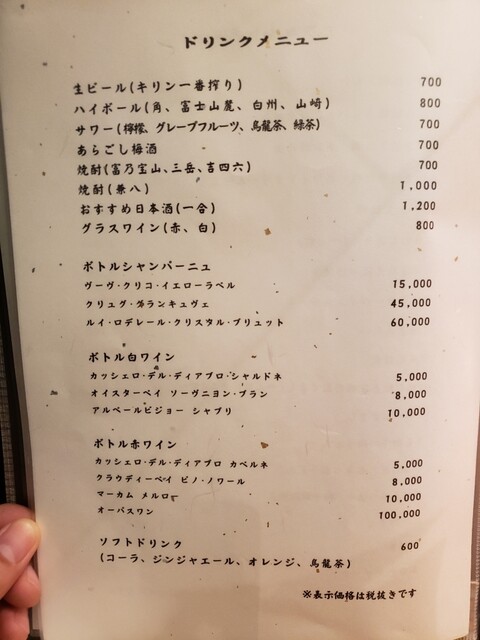 ドリンクメニュー
生ビール(キリン一番搾り) 700
ハイボール(角、富士山麓、白州、山崎) 800
サワー(檸檬、グレープフルーツ、烏龍茶、緑茶) 700
あらごし梅酒 700
焼酎(富乃宝山、三岳、吉四六) 700
焼酎(兼八) 1,000
おすすめ日本酒(一合) 1,200
グラスワイン(赤、白) 800
ボトルシャンパーニュ
ヴーヴ・クリコ・イエローラベル 15,000
クリュグ・グランキュヴェ 45,000
ルイ・ロデレール・クリスタル・ブリュット 60,000
ボトル白ワイン
カッシェロ・デル・ディアブロ・シャルドネ 5,000
オイスターベイ ソーヴニヨン・ブラン 8,000
アルベールビジョー シャブリ 10,000
ボトル赤ワイン
カッシェロ・デル・ディアブロ カベルネ 5,000
クラウディーベイ ピノ・ノワール 8,000
マーカム メルロ 10,000
オーパスワン 100,000
ソフトドリンク 600
(コーラ、ジンジャエール、オレンジ、烏龍茶)
※表示価格は税抜きです